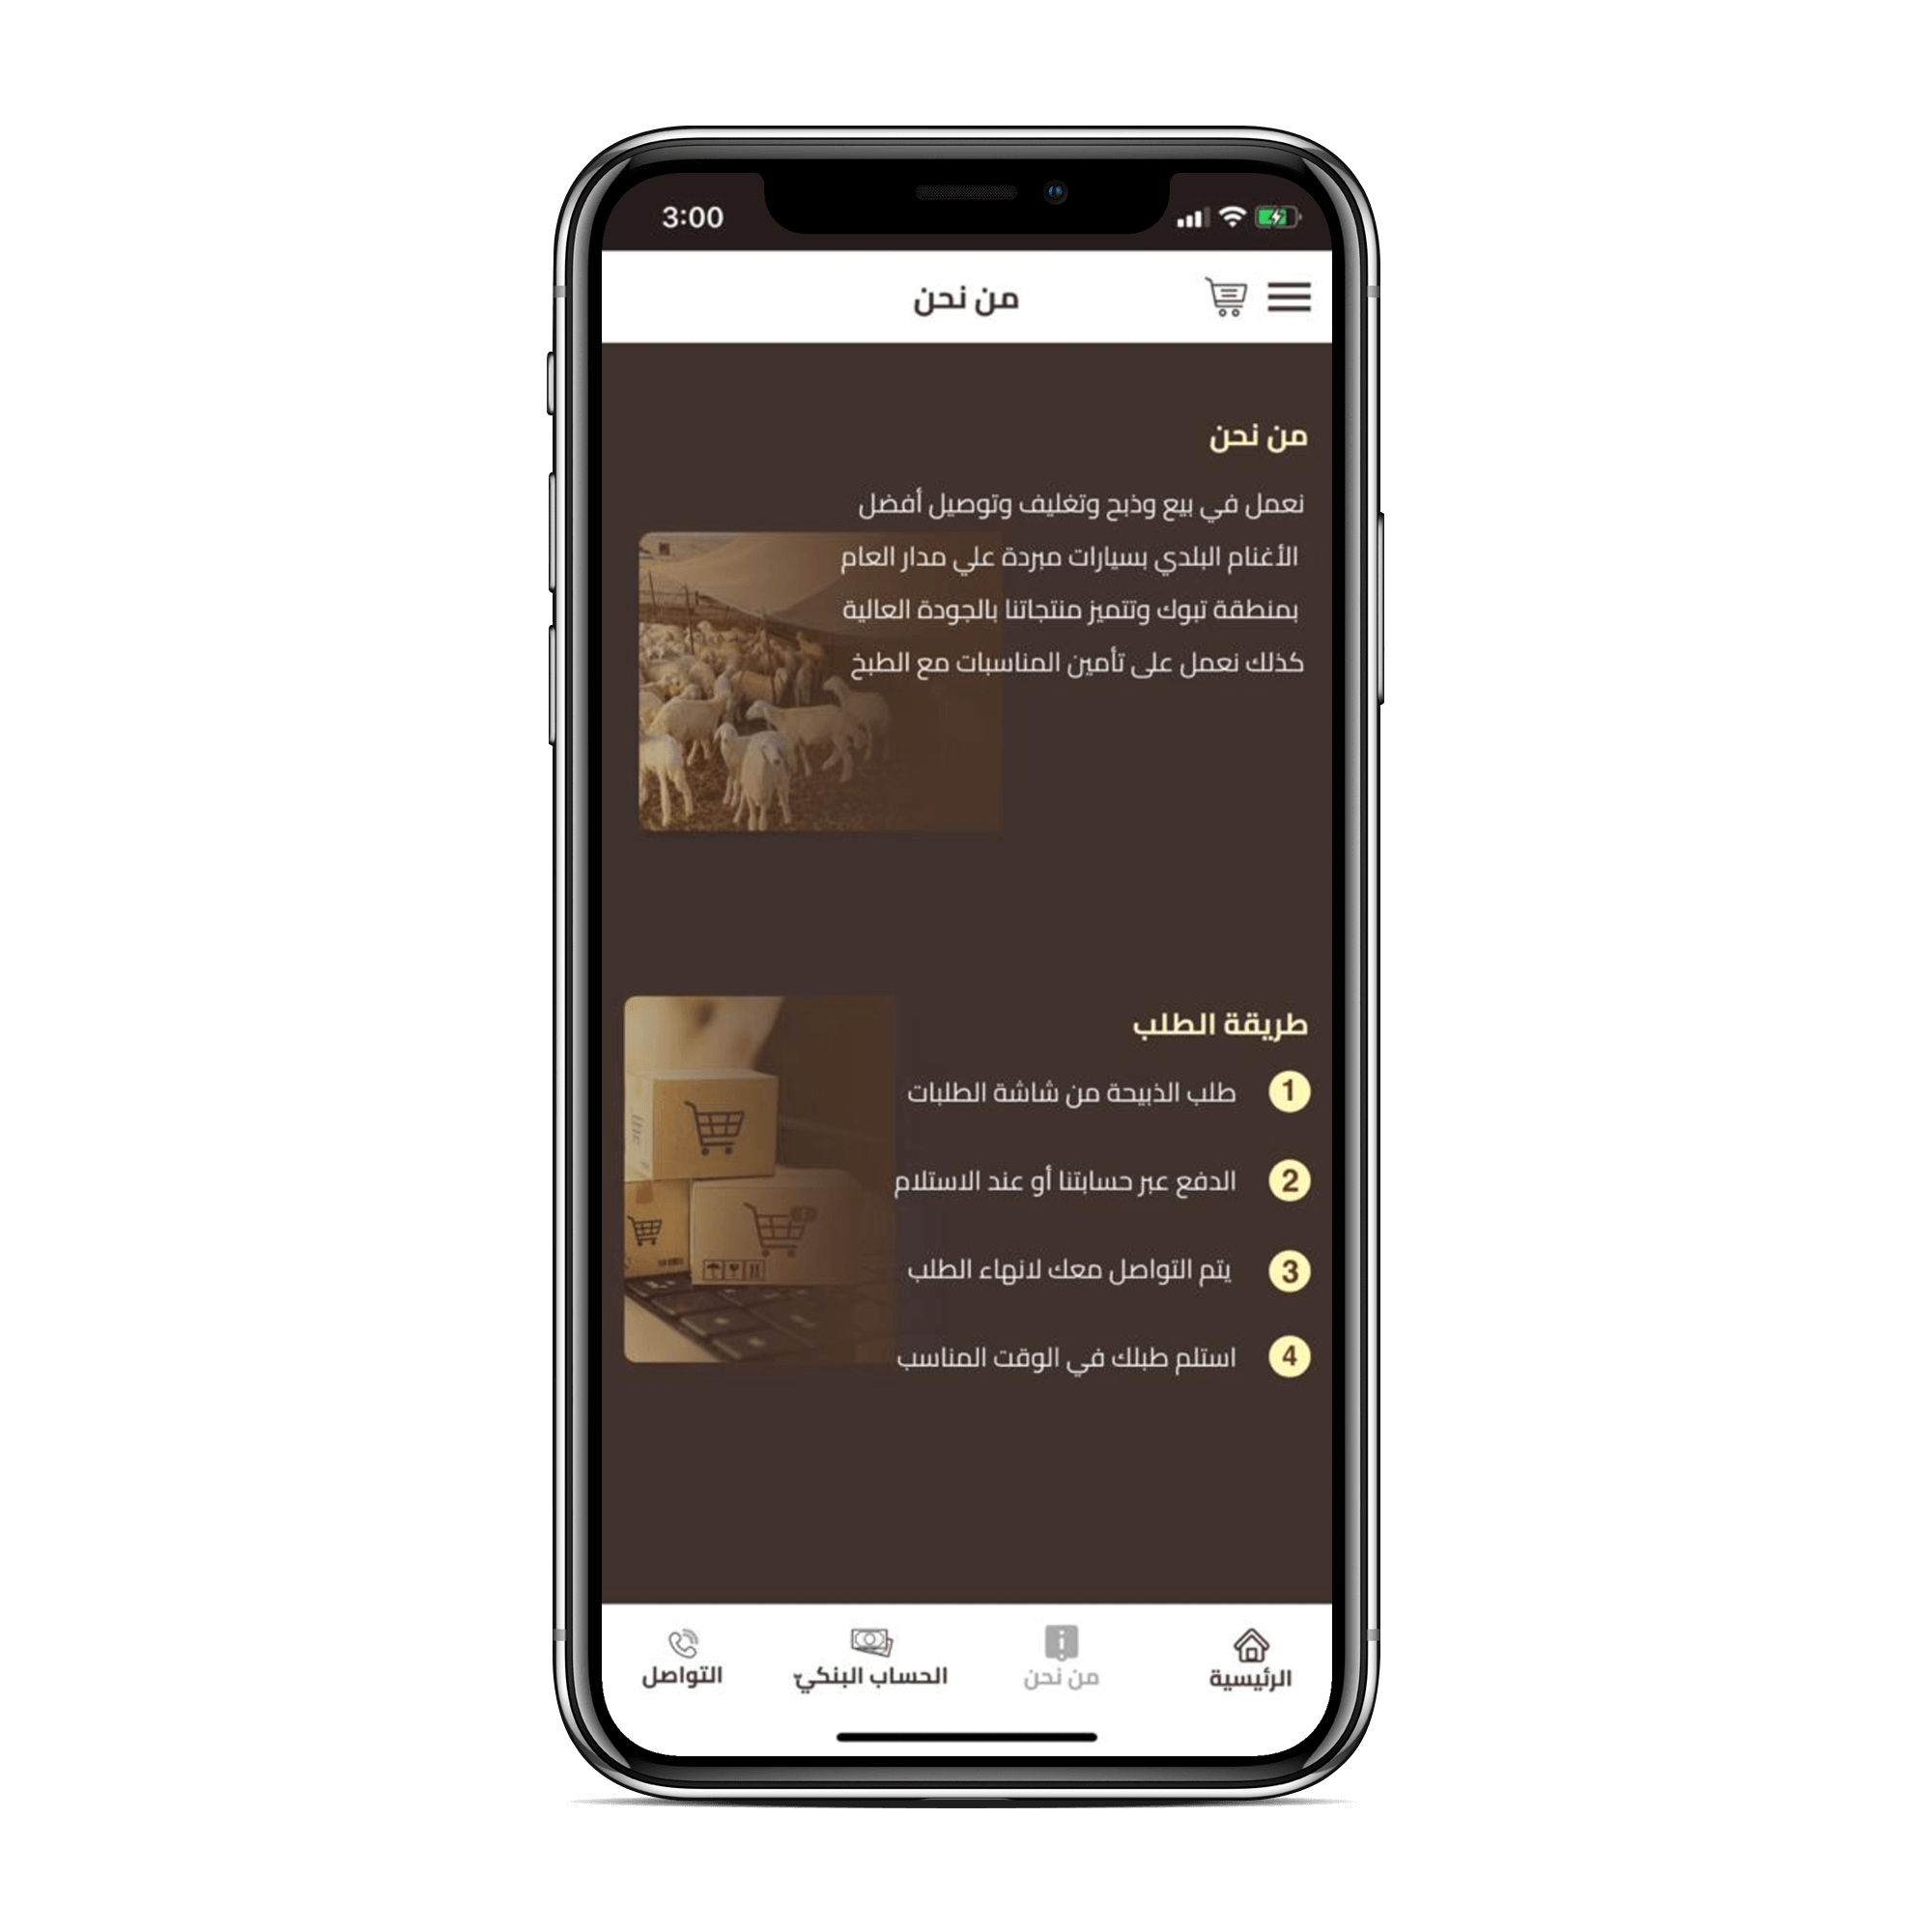 3:00
من نحن
من نحن
نعمل في بيع وذبح وتغليف وتوصيل أفضل
الأغنام البلدي بسيارات مبردة علي مدار العام
بمنطقة تبوك وتتميز منتجاتنا بالجودة العالية
كذلك نعمل على تأمين المناسبات مع الطبخ
طريقة الطلب
1 طلب الذبيحة من شاشة الطلبات
2 الدفع عبر حسابتنا أو عند الاستلام
3 يتم التواصل معك لانهاء الطلب
4 استلم طبلك في الوقت المناسب
الرئيسية
من نحن
الحساب البنكيّ
التواصل